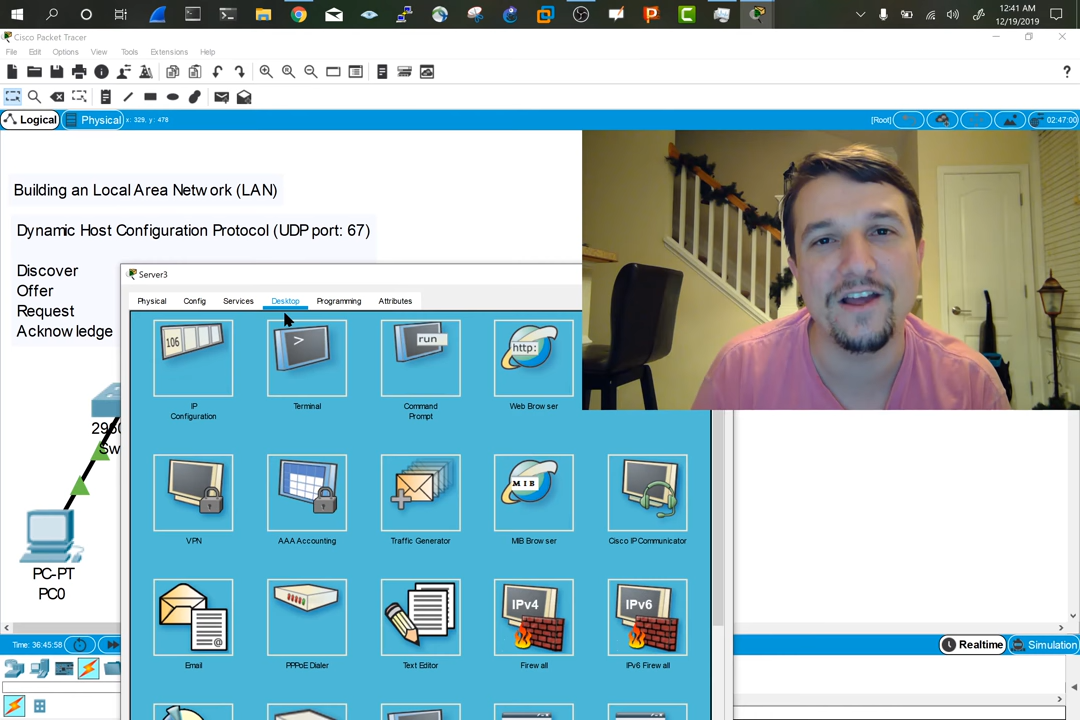 12:41 AM
12/19/2019
Cisco Packet Tracer
File Edit Options View Tools Extensions Help
?
Logical Physical x: 329, y: 478 [Root] 02:47:00
Building an Local Area Network (LAN)
Dynamic Host Configuration Protocol (UDP port: 67)
Discover
Offer
Request
Acknowledge
Server3
Physical Config Services Desktop Programming Attributes
106
>
run
http:
IP Configuration
Terminal
Command Prompt
Web Browser
MIB
VPN
AAA Accounting
Traffic Generator
MIB Browser
Cisco IP Communicator
@
IPv4
IPv6
Email
PPPoE Dialer
Text Editor
Firewall
IPv6 Firewall
PC-PT
PC0
Time: 36:45:58
Realtime Simulation